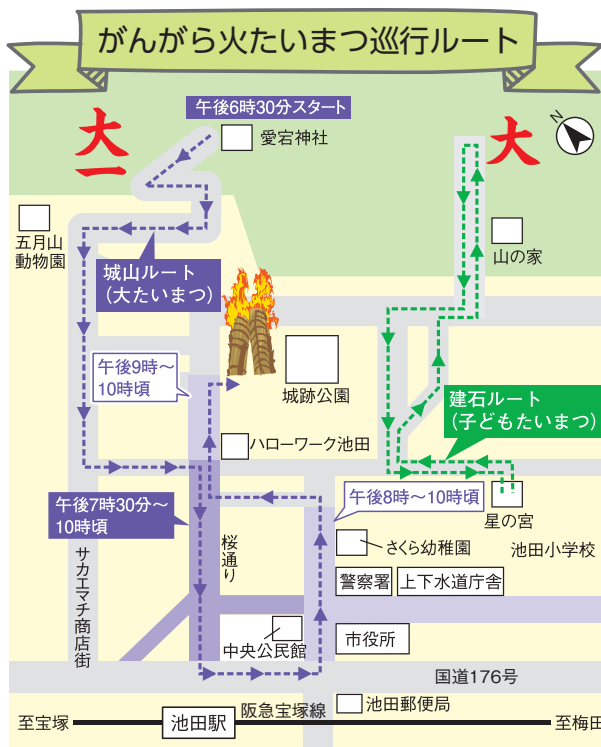 がんがら火たいまつ巡行ルート
午後6時30分スタート
愛宕神社
大
一
大
N
五月山
動物園
山の家
城山ルート
（大たいまつ）
午後9時～
10時頃
城跡公園
建石ルート
（子どもたいまつ）
ハローワーク池田
午後7時30分～
10時頃
午後8時～10時頃
星の宮
桜通り
さくら幼稚園
池田小学校
サカエマチ商店街
警察署
上下水道庁舎
中央公民館
市役所
国道176号
池田郵便局
阪急宝塚線
至宝塚
池田駅
至梅田